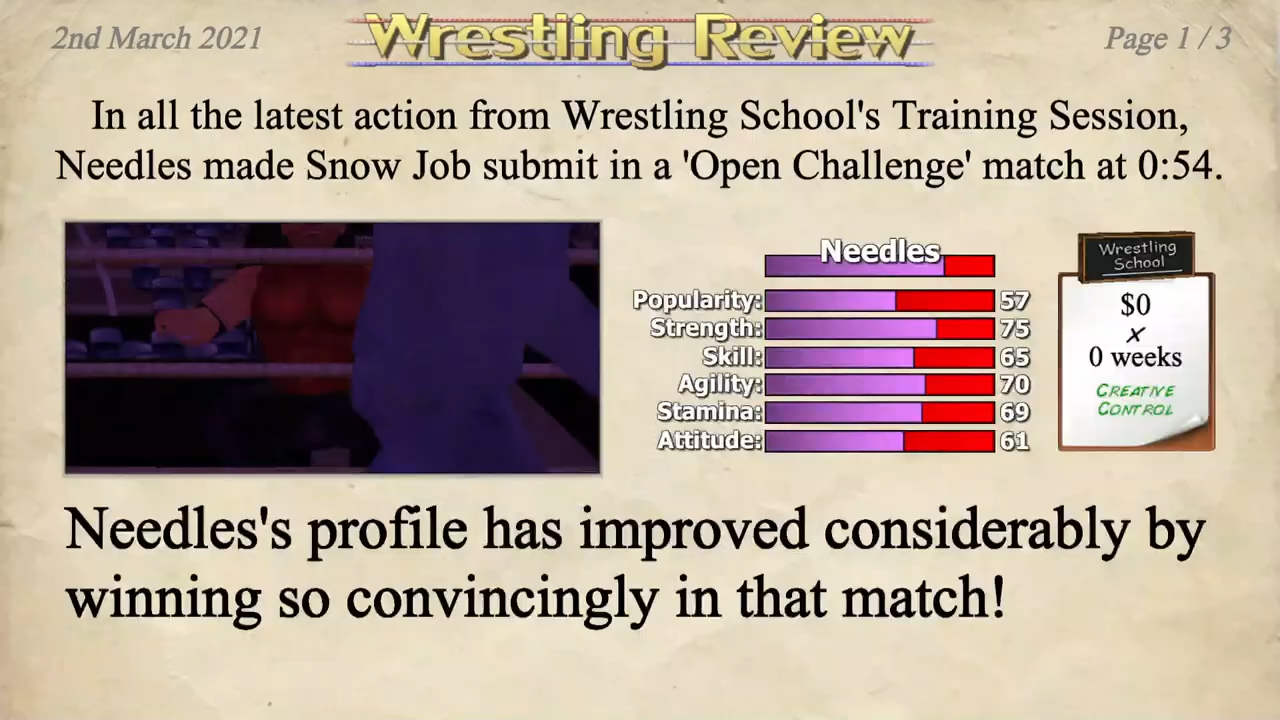 2nd March 2021
Wrestling Review
Page 1 / 3
In all the latest action from Wrestling School's Training Session,
Needles made Snow Job submit in a 'Open Challenge' match at 0:54.
Needles
Popularity: 57
Strength: 75
Skill: 65
Agility: 70
Stamina: 69
Attitude: 61
Wrestling
School
$0
x
0 weeks
CREATIVE
CONTROL
Needles's profile has improved considerably by
winning so convincingly in that match!